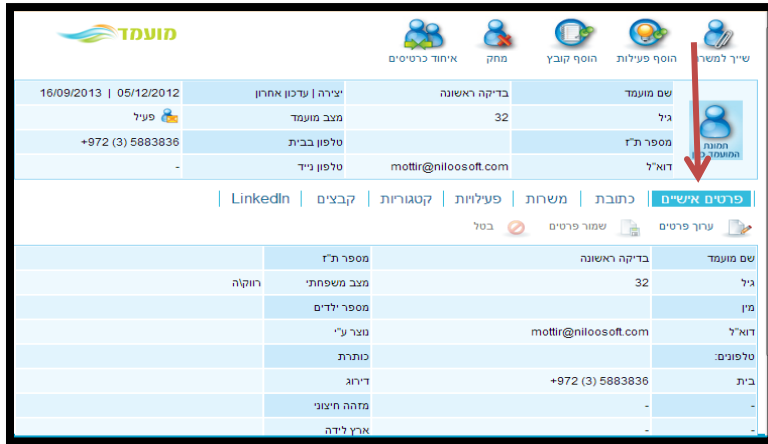 מועמד
שייך למשרה הוסף פעילות הוסף קובץ מחק איחוד כרטיסים
שם מועמד בדיקה ראשונה יצירה | עדכון אחרון 16/09/2013 | 05/12/2012
גיל 32 מצב מועמד פעיל
מספר ת"ז טלפון בבית +972 (3) 5883836
דוא"ל mottir@niloosoft.com טלפון נייד -
תמונת
המועמד
פרטים אישיים | כתובת | משרות | פעילויות | קטגוריות | קבצים | LinkedIn |
ערוך פרטים שמור פרטים בטל
שם מועמד בדיקה ראשונה מספר ת"ז
גיל 32 מצב משפחתי רווק\ה
מין מספר ילדים
דוא"ל mottir@niloosoft.com נוצר ע"י
טלפונים: כותרת
בית +972 (3) 5883836 דירוג
- - מזהה חיצוני
- - ארץ לידה